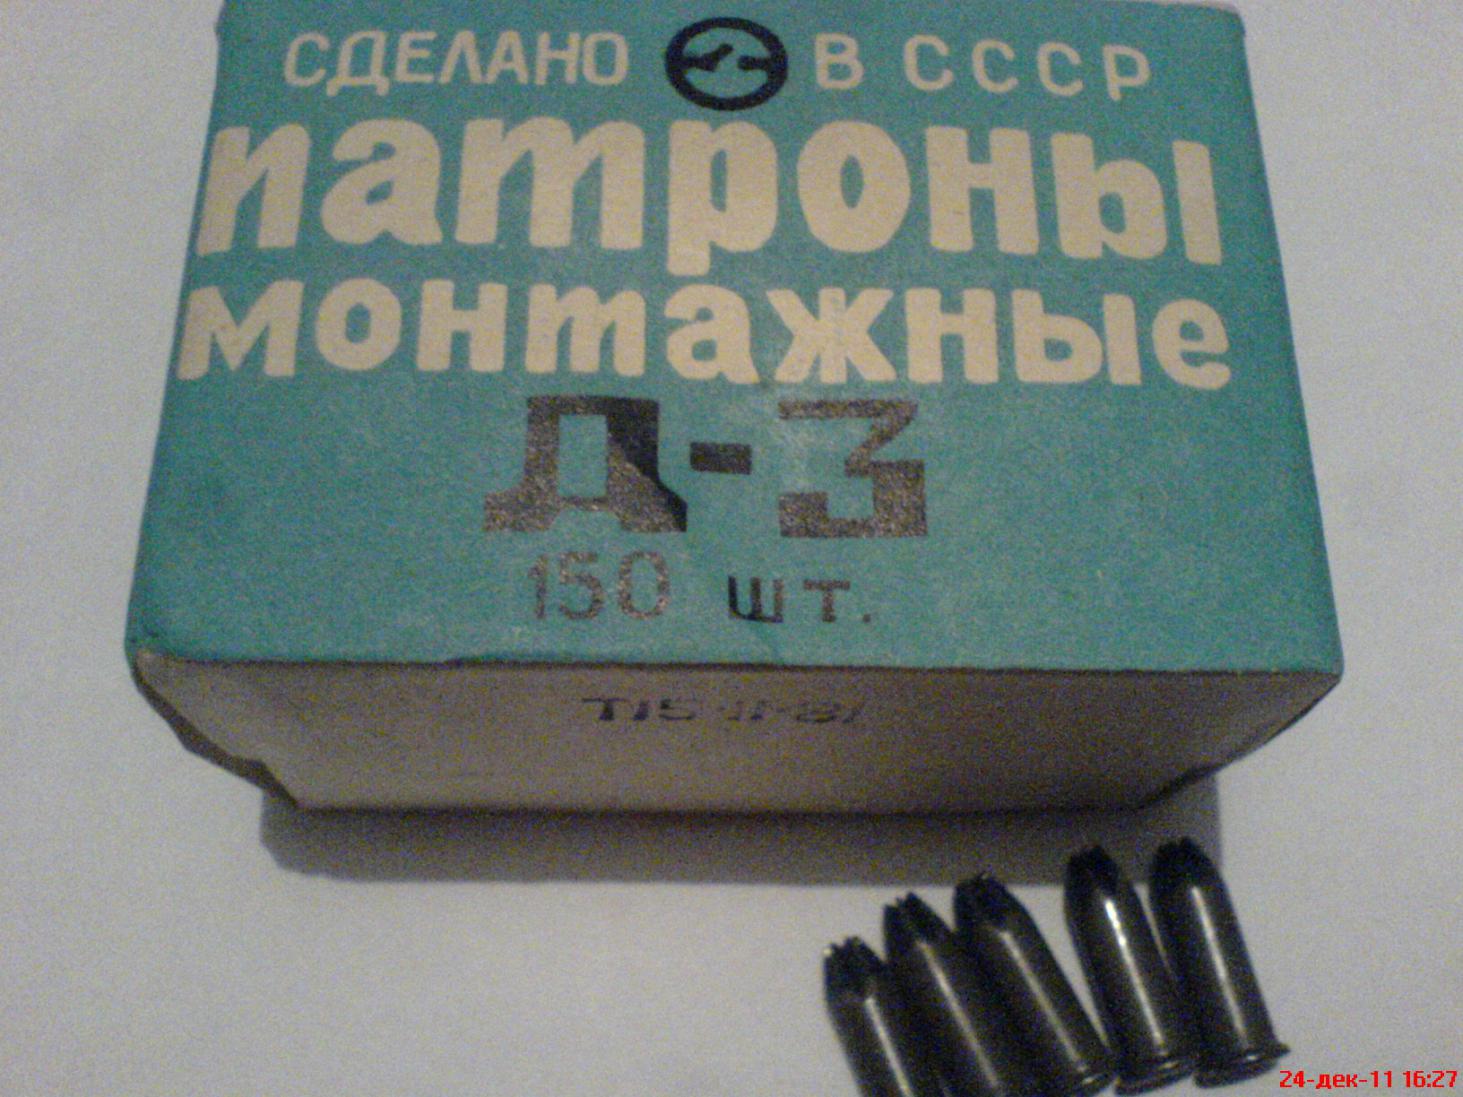 СДЕЛАНО В СССР
патроны
монтажные
Д-3
150 шт.
24-дек-11 16:27